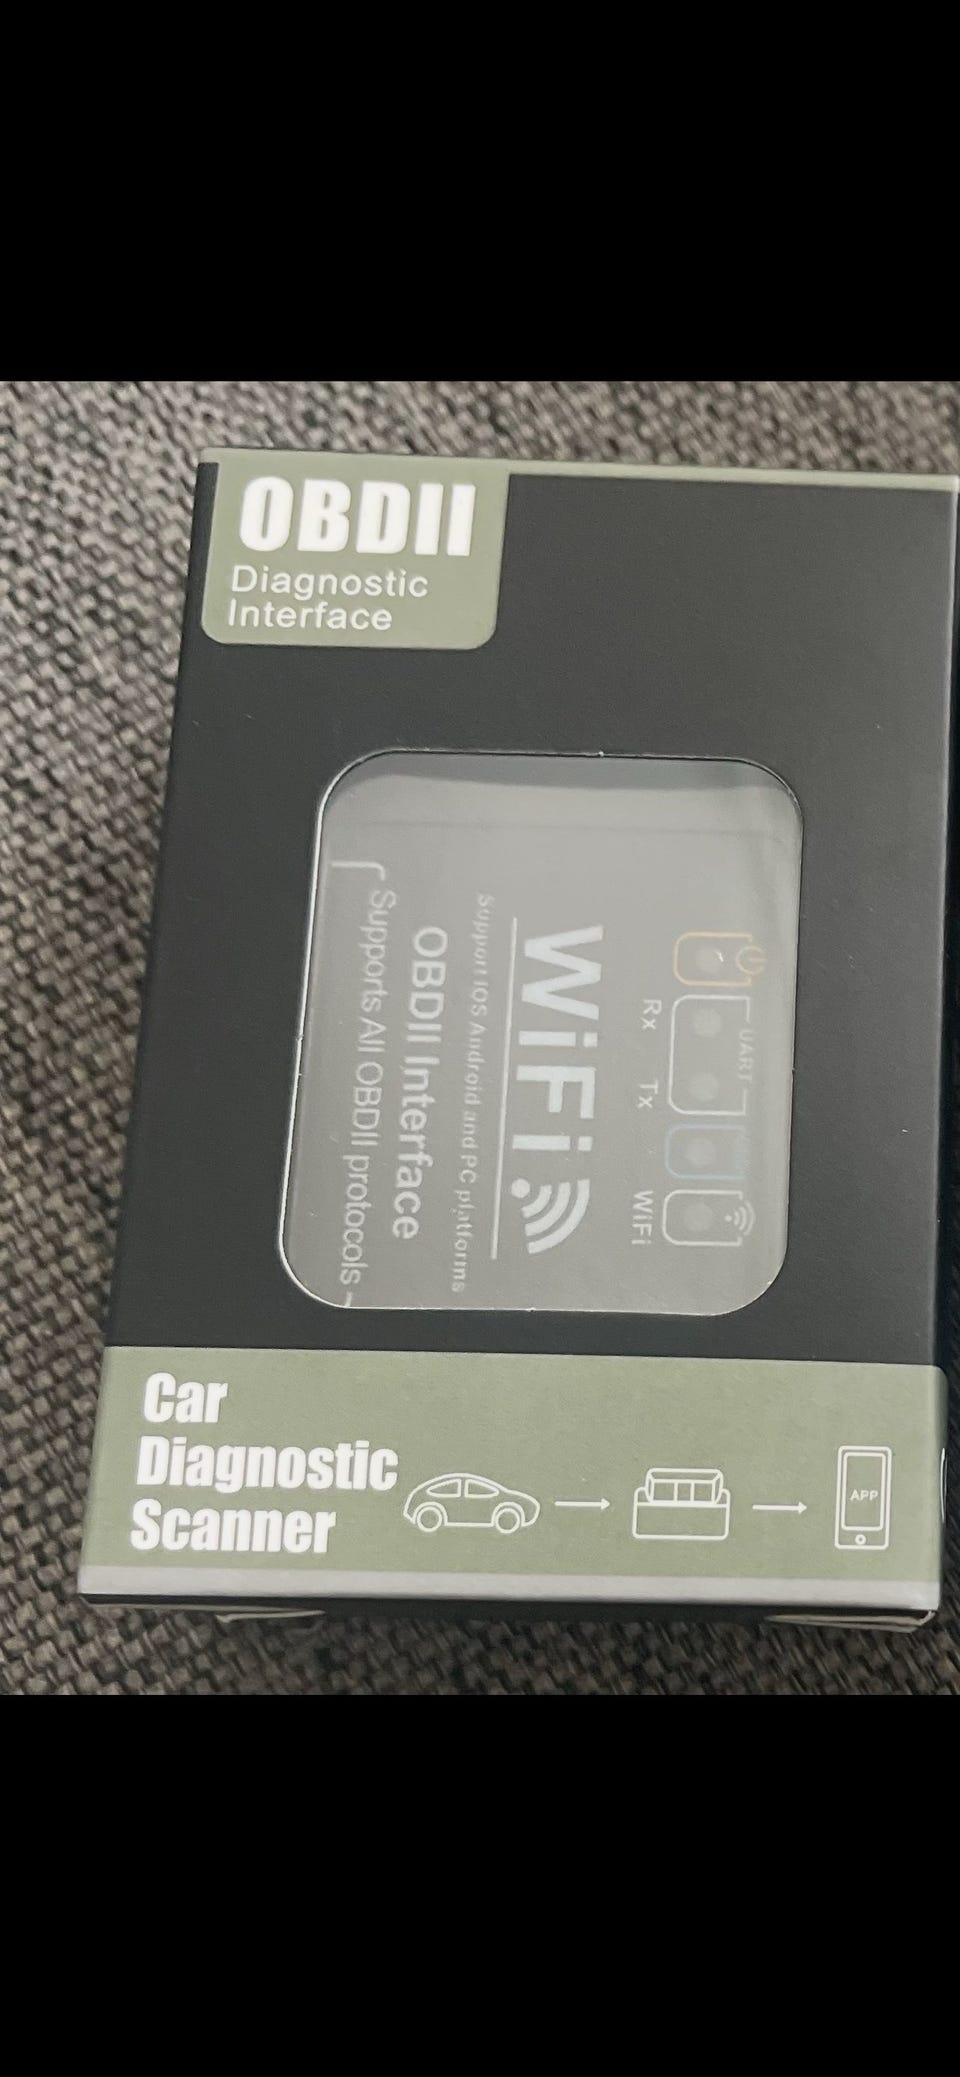 OBDII
Diagnostic
Interface
UART
Rx Tx
WiFi
WiFi
Support IOS Android and PC platforms
OBDII Interface
Supports All OBDII protocols
Car
Diagnostic
Scanner
APP